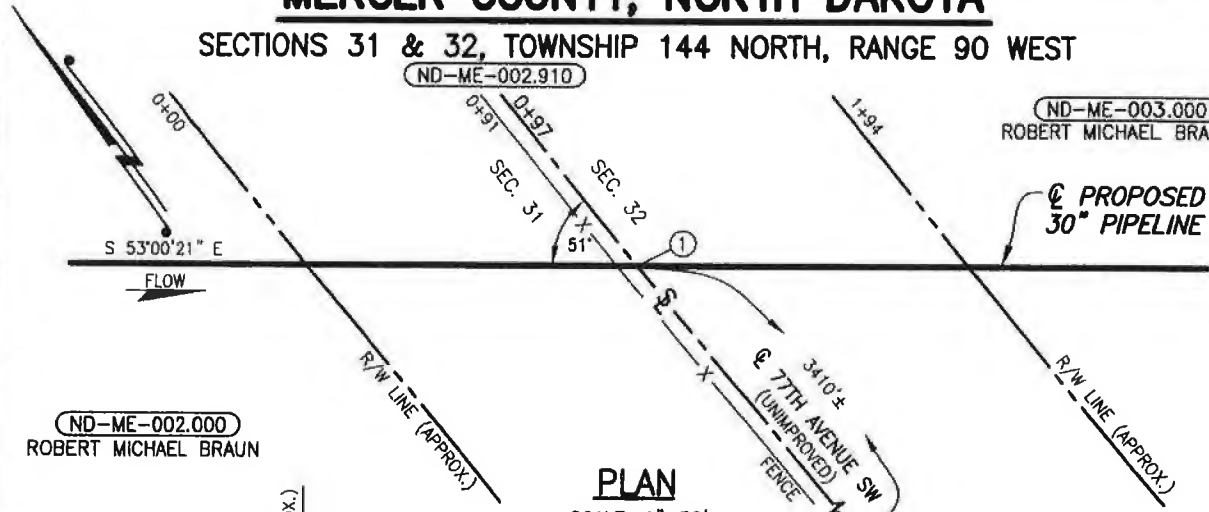 MERCER COUNTY, NORTH DAKOTA
SECTIONS 31 & 32, TOWNSHIP 144 NORTH, RANGE 90 WEST
ND-ME-002.910
0+00
0+91
0+97
1+94
ND-ME-003.000
ROBERT MICHAEL
SEC. 31
SEC. 32
℄ PROPOSED
30" PIPELINE
S 53°00'21" E
51°
1
FLOW
R/W LINE (APPROX.)
℄ 77TH AVENUE SW
(UNIMPROVED)
3410'±
FENCE
R/W LINE (APPROX.)
ND-ME-002.000
ROBERT MICHAEL BRAUN
PLAN